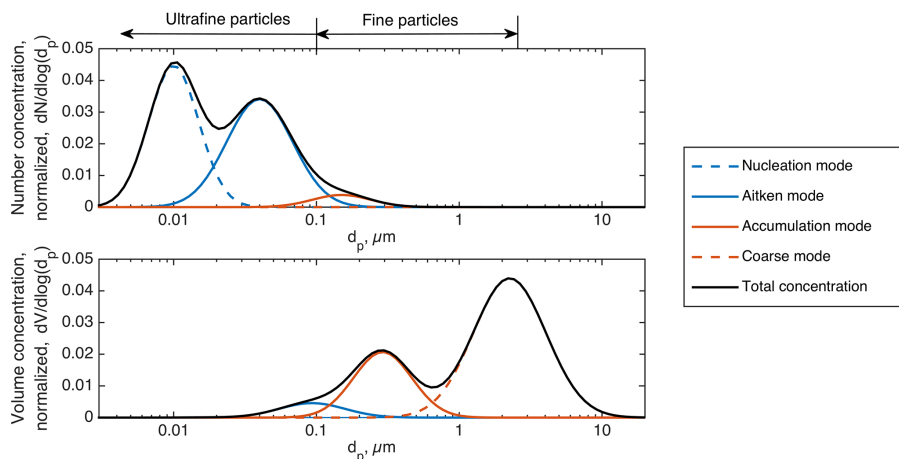 Ultrafine particles Fine particles
Number concentration,
normalized, dN/dlog(dp)
0.05
0.04
0.03
0.02
0.01
0
0.01 0.1 1 10
dp, μm
Volume concentration,
normalized, dV/dlog(dp)
0.05
0.04
0.03
0.02
0.01
0
0.01 0.1 1 10
dp, μm
Nucleation mode
Aitken mode
Accumulation mode
Coarse mode
Total concentration